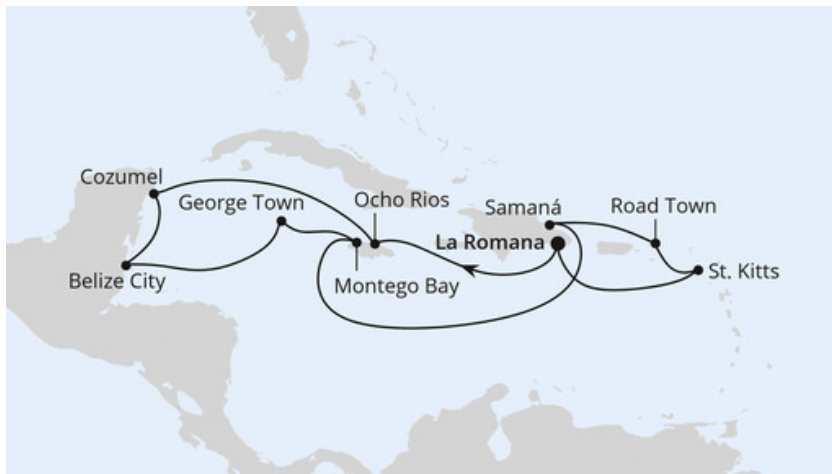 Cozumel
George Town
Ocho Rios
Samaná
Road Town
La Romana
St. Kitts
Belize City
Montego Bay